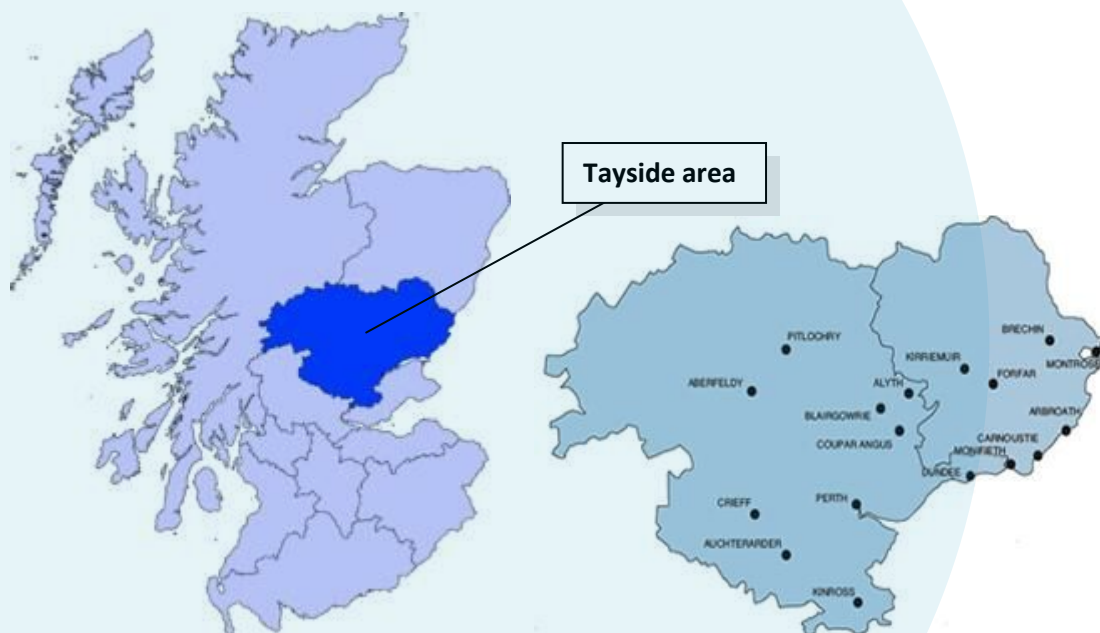 Tayside area
BRECHIN
PITLOCHRY
KIRRIEMUIR
MONTROSE
FORFAR
ABERFELDY
ALYTH
BLAIRGOWRIE
ARBROATH
COUPAR ANGUS
CARNOUSTIE
MONIFIETH
DUNDEE
CRIEFF
PERTH
AUCHTERARDER
KINROSS